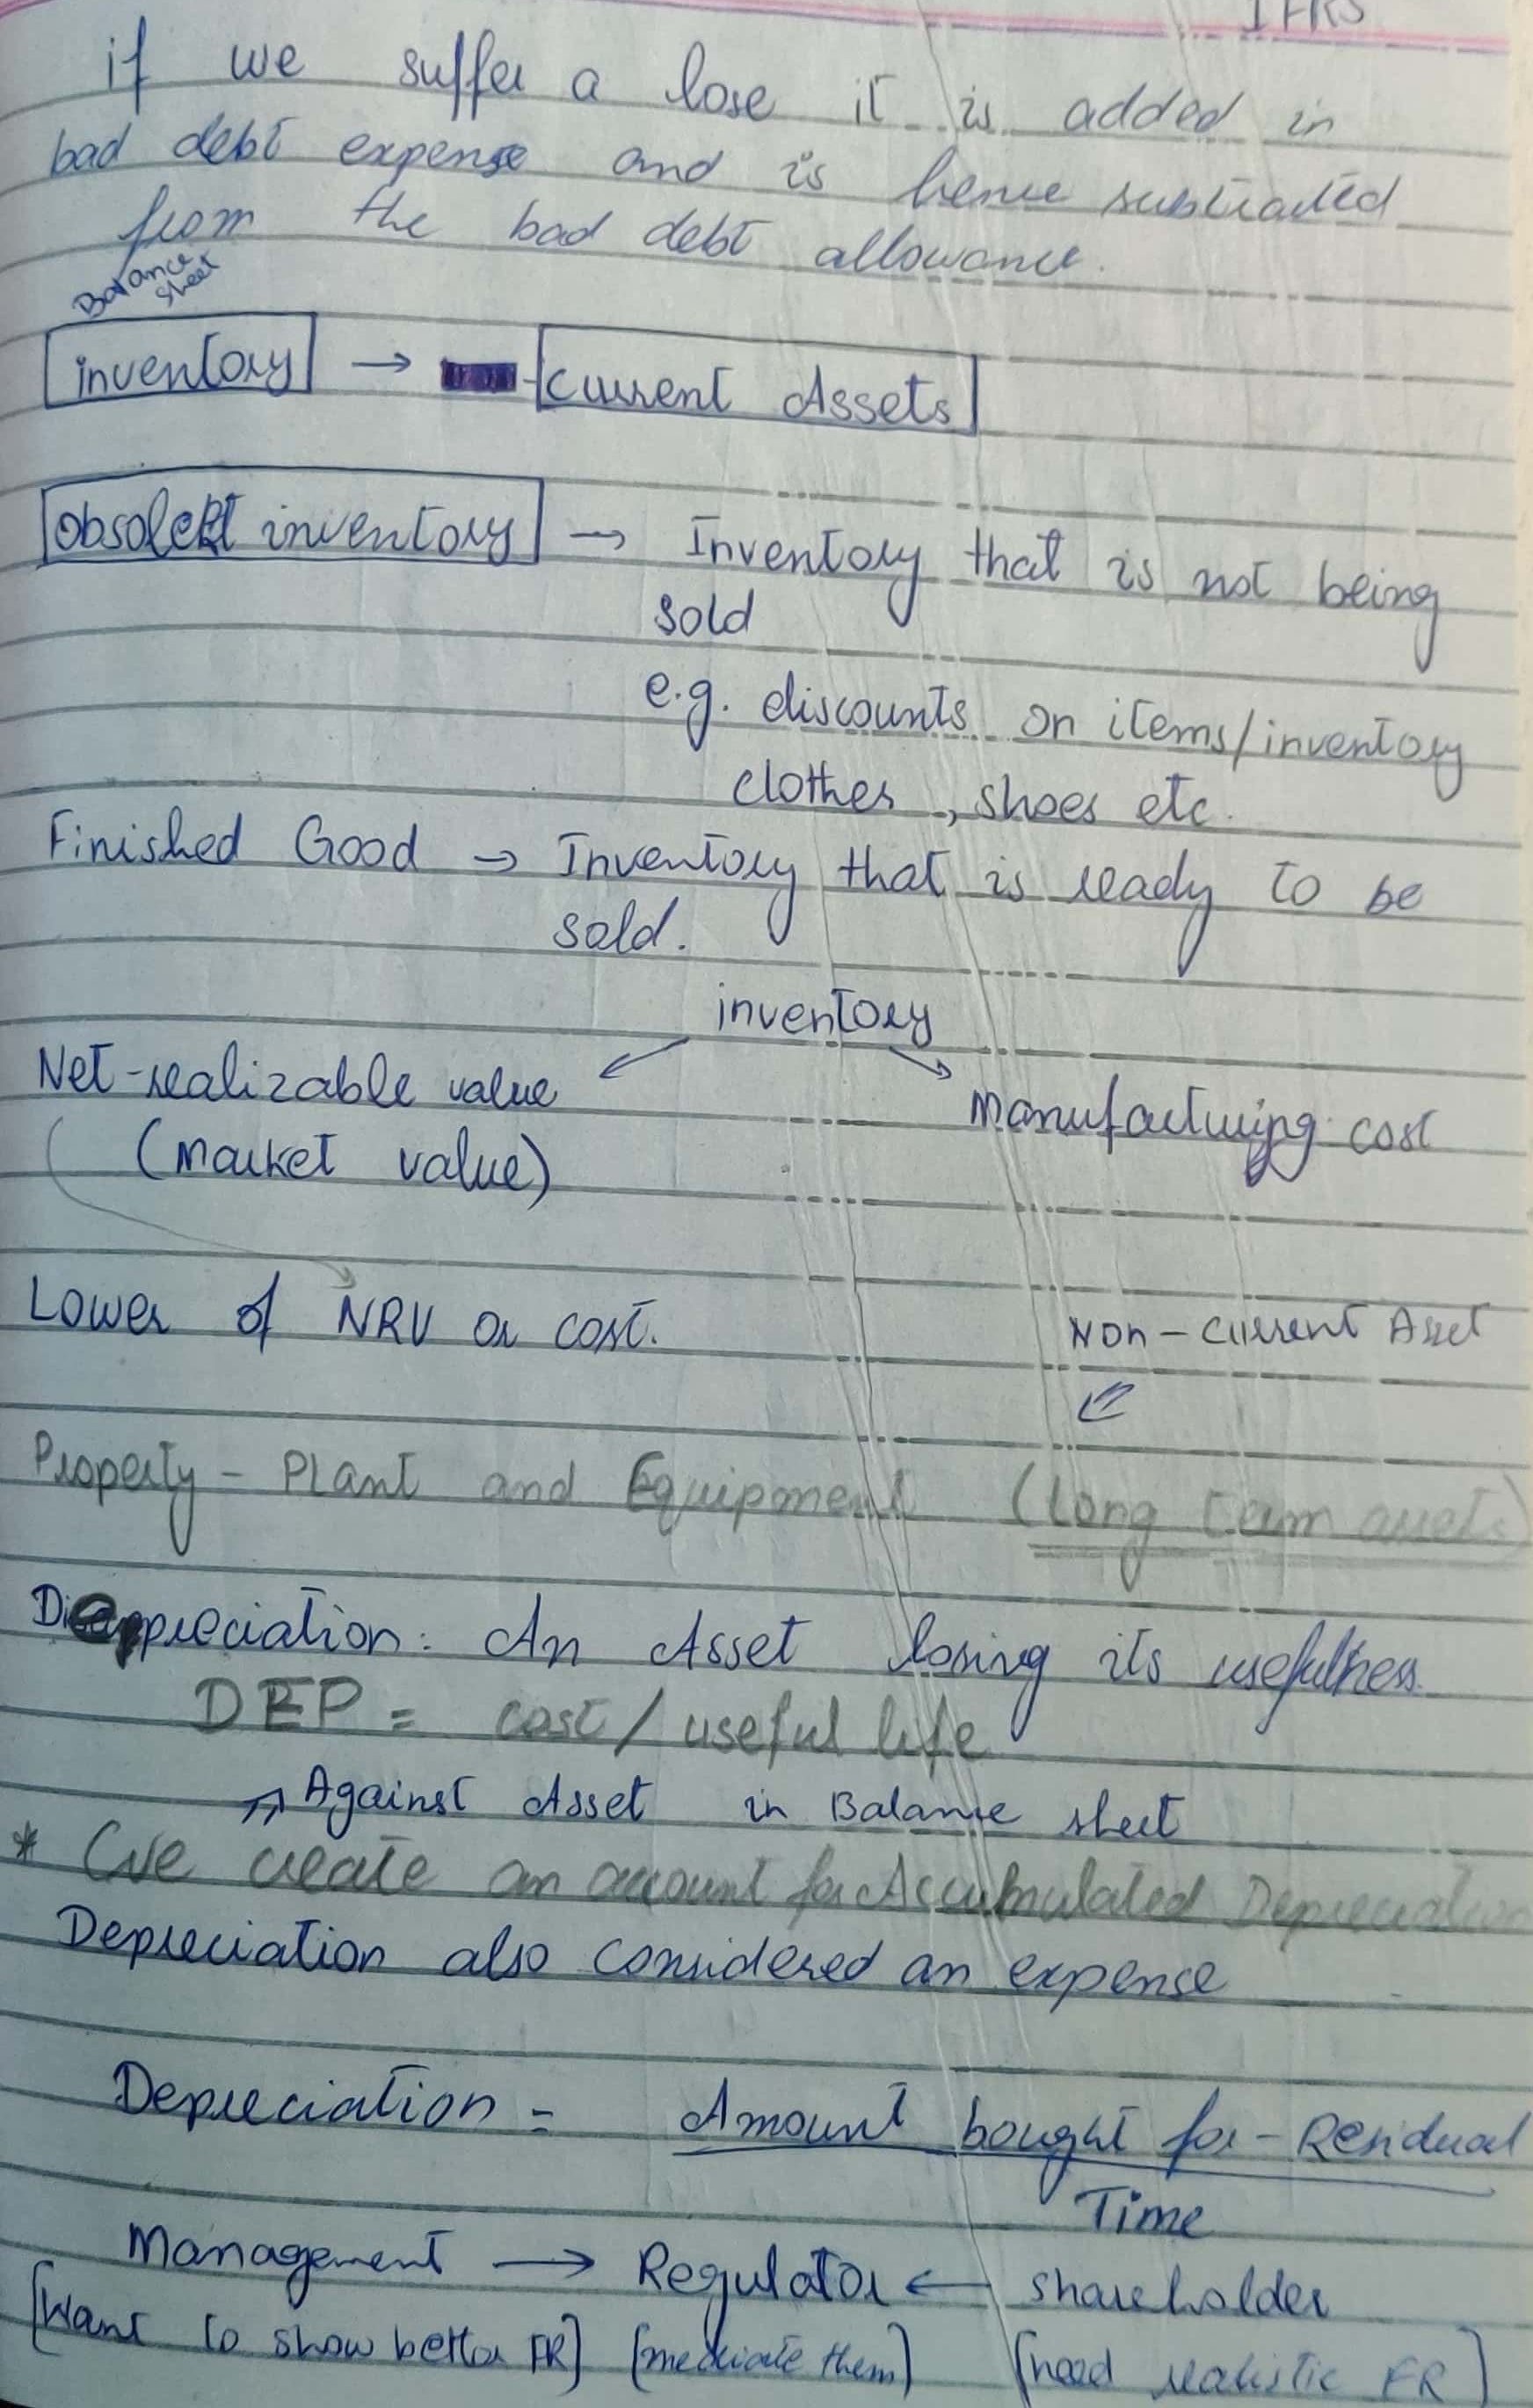 IFRS
if we suffer a lose it is added in
bad debt expense and is hence substracted
from the bad debt allowance.
Balance sheet
inventory → current Assets
obsolete inventory → Inventory that is not being
sold
e.g. discounts on items/inventory
clothes, shoes etc.
Finished Good → Inventory that is ready to be
sold.
inventory
Net-realizable value
manufacturing cost
(market value)
Lower of NRV or cost.
Non-current Asset
Property-Plant and Equipment (long term assets)
Deppreciation: An Asset losing its usefulness
DEP = cost/useful life
Against Asset in Balance sheet
* we create an account for Accumulated Depreciation
Depreciation also considered an expense
Depreciation = Amount bought for - Residual
Time
Management → Regulator ← shareholder
[Want to show better FR] [mediate them] [need realistic FR]